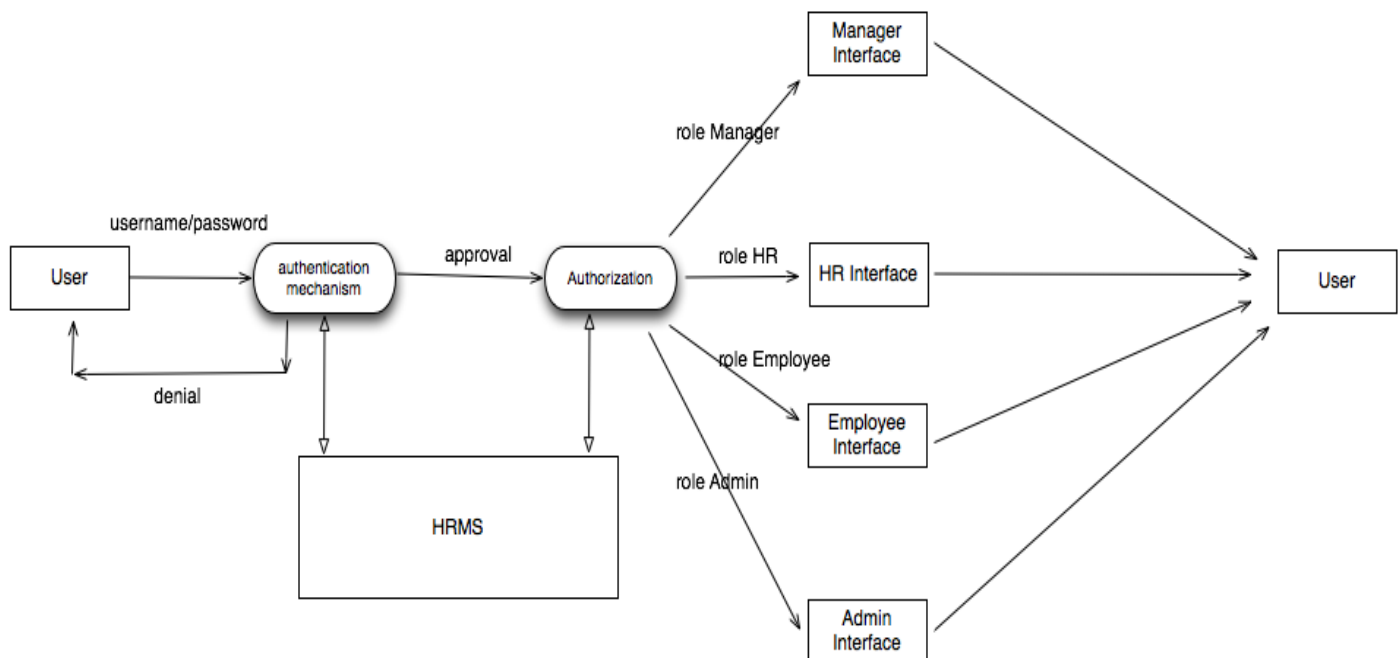 Manager
Interface
role Manager
username/password
User
authentication
mechanism
approval
Authorization
role HR
HR Interface
User
denial
role Employee
Employee
Interface
role Admin
HRMS
Admin
Interface